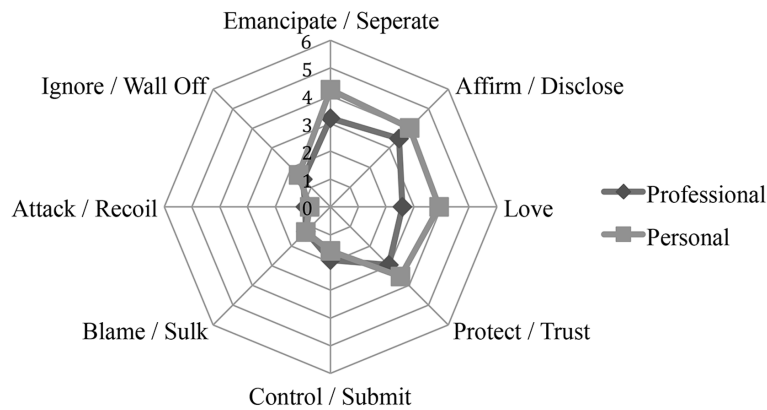 Emancipate / Seperate
6
5
4
3
2
1
0
Ignore / Wall Off
Affirm / Disclose
Attack / Recoil
Love
Professional
Personal
Blame / Sulk
Protect / Trust
Control / Submit